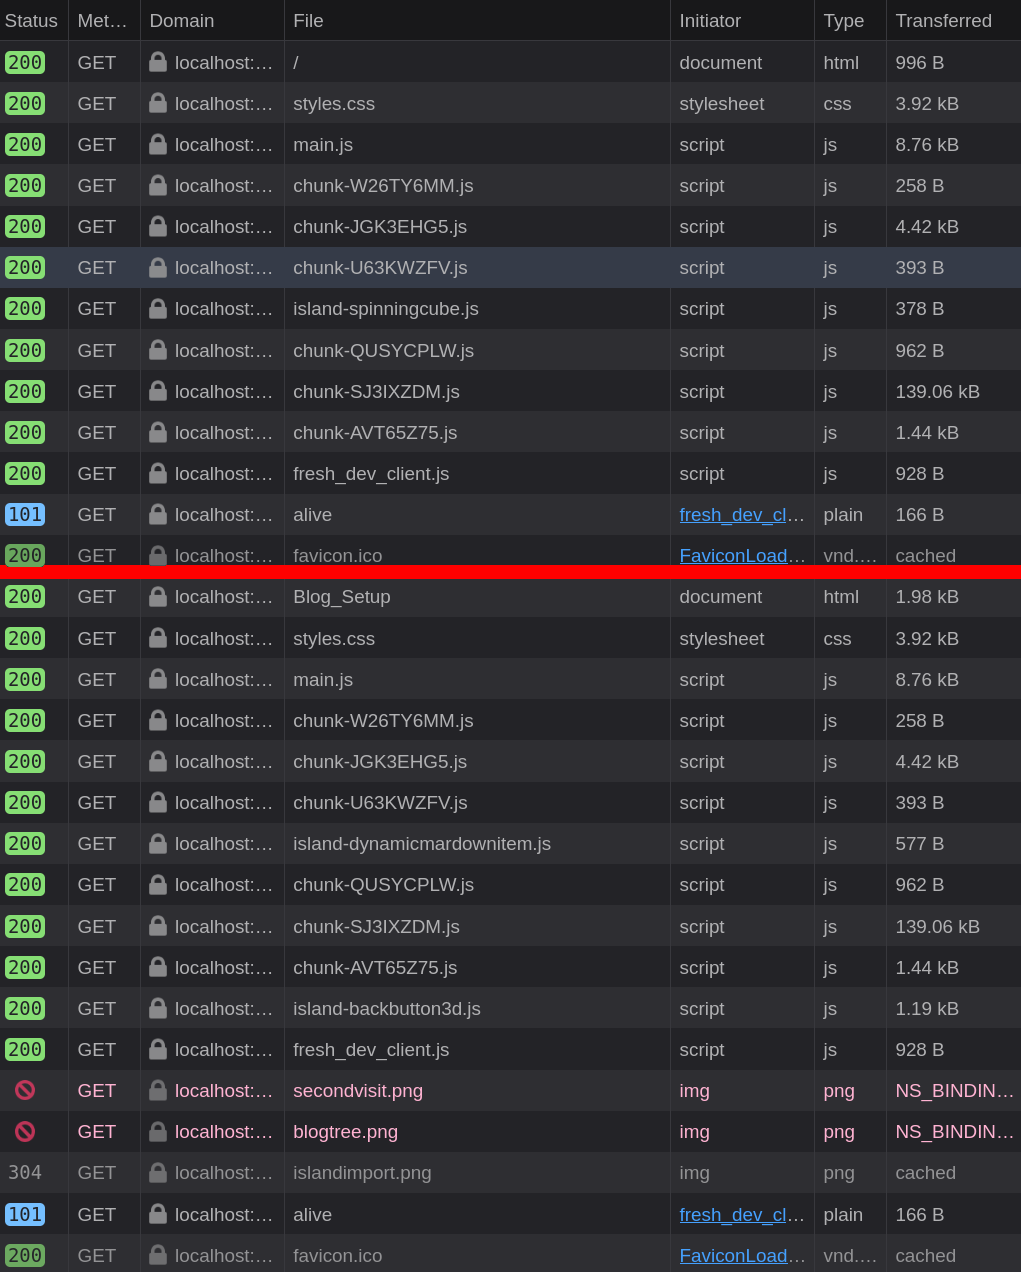 Status Met… Domain File Initiator Type Transferred
200 GET localhost:… / document html 996 B
200 GET localhost:… styles.css stylesheet css 3.92 kB
200 GET localhost:… main.js script js 8.76 kB
200 GET localhost:… chunk-W26TY6MM.js script js 258 B
200 GET localhost:… chunk-JGK3EHG5.js script js 4.42 kB
200 GET localhost:… chunk-U63KWZFV.js script js 393 B
200 GET localhost:… island-spinningcube.js script js 378 B
200 GET localhost:… chunk-QUSYCPLW.js script js 962 B
200 GET localhost:… chunk-SJ3IXZDM.js script js 139.06 kB
200 GET localhost:… chunk-AVT65Z75.js script js 1.44 kB
200 GET localhost:… fresh_dev_client.js script js 928 B
101 GET localhost:… alive fresh_dev_cl… plain 166 B
200 GET localhost:… favicon.ico FaviconLoad… vnd.… cached
200 GET localhost:… Blog_Setup document html 1.98 kB
200 GET localhost:… styles.css stylesheet css 3.92 kB
200 GET localhost:… main.js script js 8.76 kB
200 GET localhost:… chunk-W26TY6MM.js script js 258 B
200 GET localhost:… chunk-JGK3EHG5.js script js 4.42 kB
200 GET localhost:… chunk-U63KWZFV.js script js 393 B
200 GET localhost:… island-dynamicmardownitem.js script js 577 B
200 GET localhost:… chunk-QUSYCPLW.js script js 962 B
200 GET localhost:… chunk-SJ3IXZDM.js script js 139.06 kB
200 GET localhost:… chunk-AVT65Z75.js script js 1.44 kB
200 GET localhost:… island-backbutton3d.js script js 1.19 kB
200 GET localhost:… fresh_dev_client.js script js 928 B
GET localhost:… secondvisit.png img png NS_BINDIN…
GET localhost:… blogtree.png img png NS_BINDIN…
304 GET localhost:… islandimport.png img png cached
101 GET localhost:… alive fresh_dev_cl… plain 166 B
200 GET localhost:… favicon.ico FaviconLoad… vnd.… cached